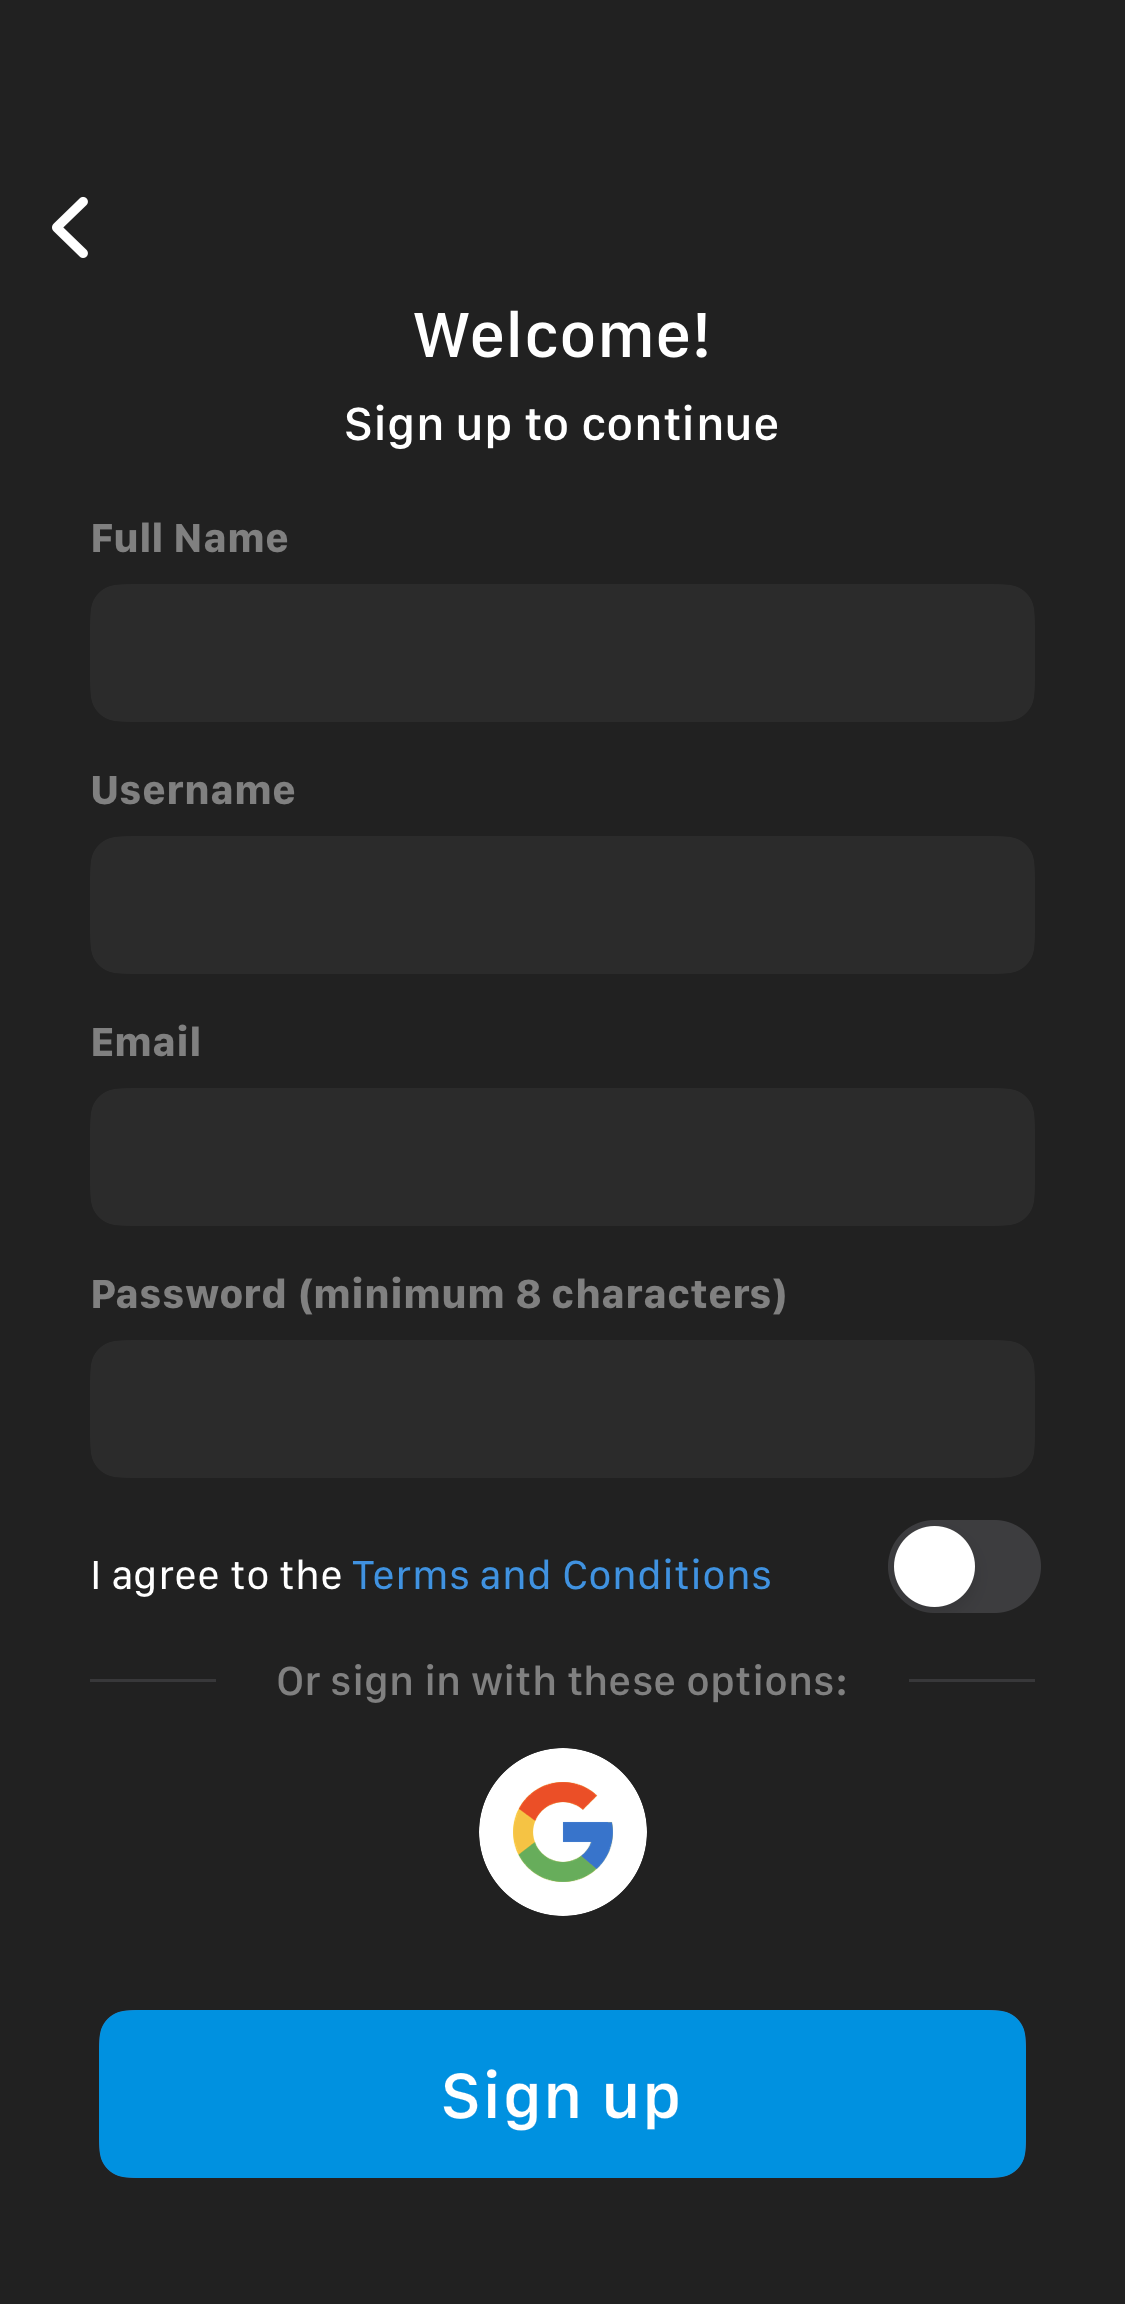 Welcome!
Sign up to continue
Full Name
Username
Email
Password (minimum 8 characters)
I agree to the Terms and Conditions
Or sign in with these options:
Sign up